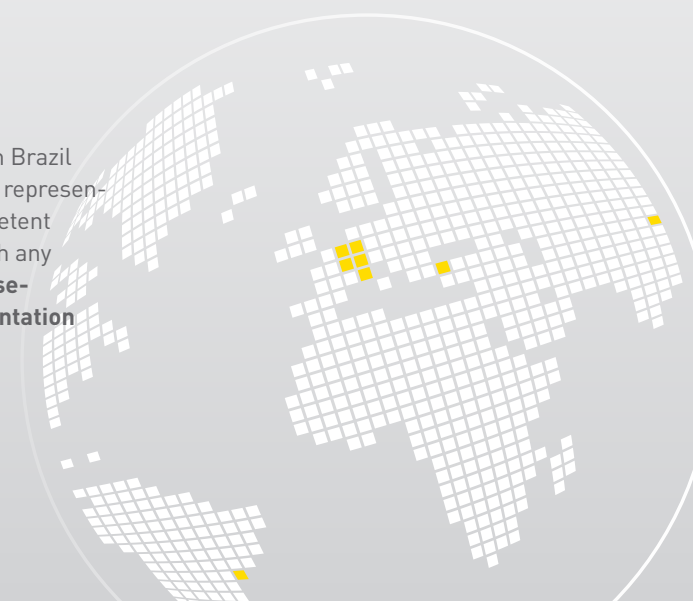 Brazil
represen-
etent
any
se-
ntation